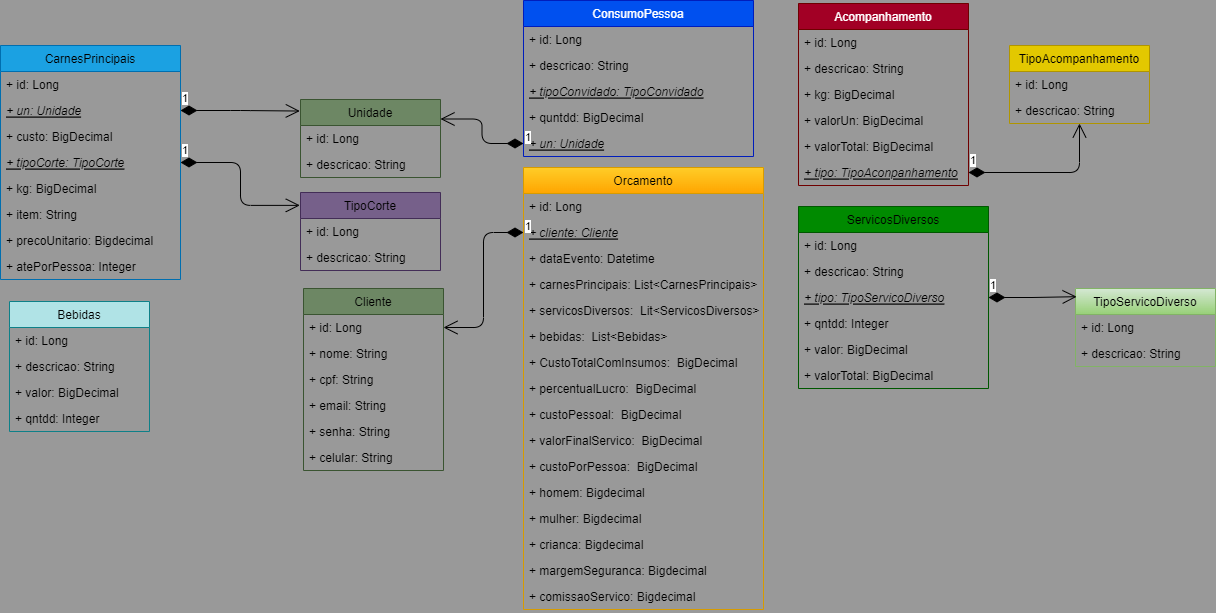 CarnesPrincipais
+ id: Long
+ un: Unidade
+ custo: BigDecimal
+ tipoCorte: TipoCorte
+ kg: BigDecimal
+ item: String
+ precoUnitario: Bigdecimal
+ atePorPessoa: Integer
1
1
Bebidas
+ id: Long
+ descricao: String
+ valor: BigDecimal
+ qntdd: Integer
Unidade
+ id: Long
+ descricao: String
TipoCorte
+ id: Long
+ descricao: String
Cliente
+ id: Long
+ nome: String
+ cpf: String
+ email: String
+ senha: String
+ celular: String
ConsumoPessoa
+ id: Long
+ descricao: String
+ tipoConvidado: TipoConvidado
+ quntdd: BigDecimal
1
+ un: Unidade
Orcamento
+ id: Long
1
+ cliente: Cliente
+ dataEvento: Datetime
+ carnesPrincipais: List<CarnesPrincipais>
+ servicosDiversos: Lit<ServicosDiversos>
+ bebidas: List<Bebidas>
+ CustoTotalComInsumos: BigDecimal
+ percentualLucro: BigDecimal
+ custoPessoal: BigDecimal
+ valorFinalServico: BigDecimal
+ custoPorPessoa: BigDecimal
+ homem: Bigdecimal
+ mulher: Bigdecimal
+ crianca: Bigdecimal
+ margemSeguranca: Bigdecimal
+ comissaoServico: Bigdecimal
Acompanhamento
+ id: Long
+ descricao: String
+ kg: BigDecimal
+ valorUn: BigDecimal
+ valorTotal: BigDecimal
+ tipo: TipoAconpanhamento
1
TipoAcompanhamento
+ id: Long
+ descricao: String
ServicosDiversos
+ id: Long
+ descricao: String
+ tipo: TipoServicoDiverso
+ qntdd: Integer
+ valor: BigDecimal
+ valorTotal: BigDecimal
1
TipoServicoDiverso
+ id: Long
+ descricao: String